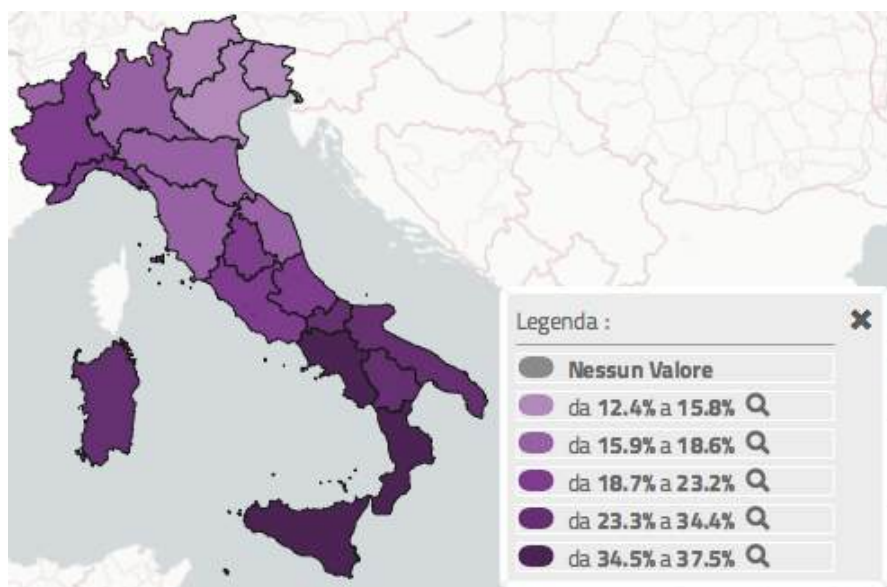 Legenda :
Nessun Valore
da 12.4% a 15.8%
da 15.9% a 18.6%
da 18.7% a 23.2%
da 23.3% a 34.4%
da 34.5% a 37.5%